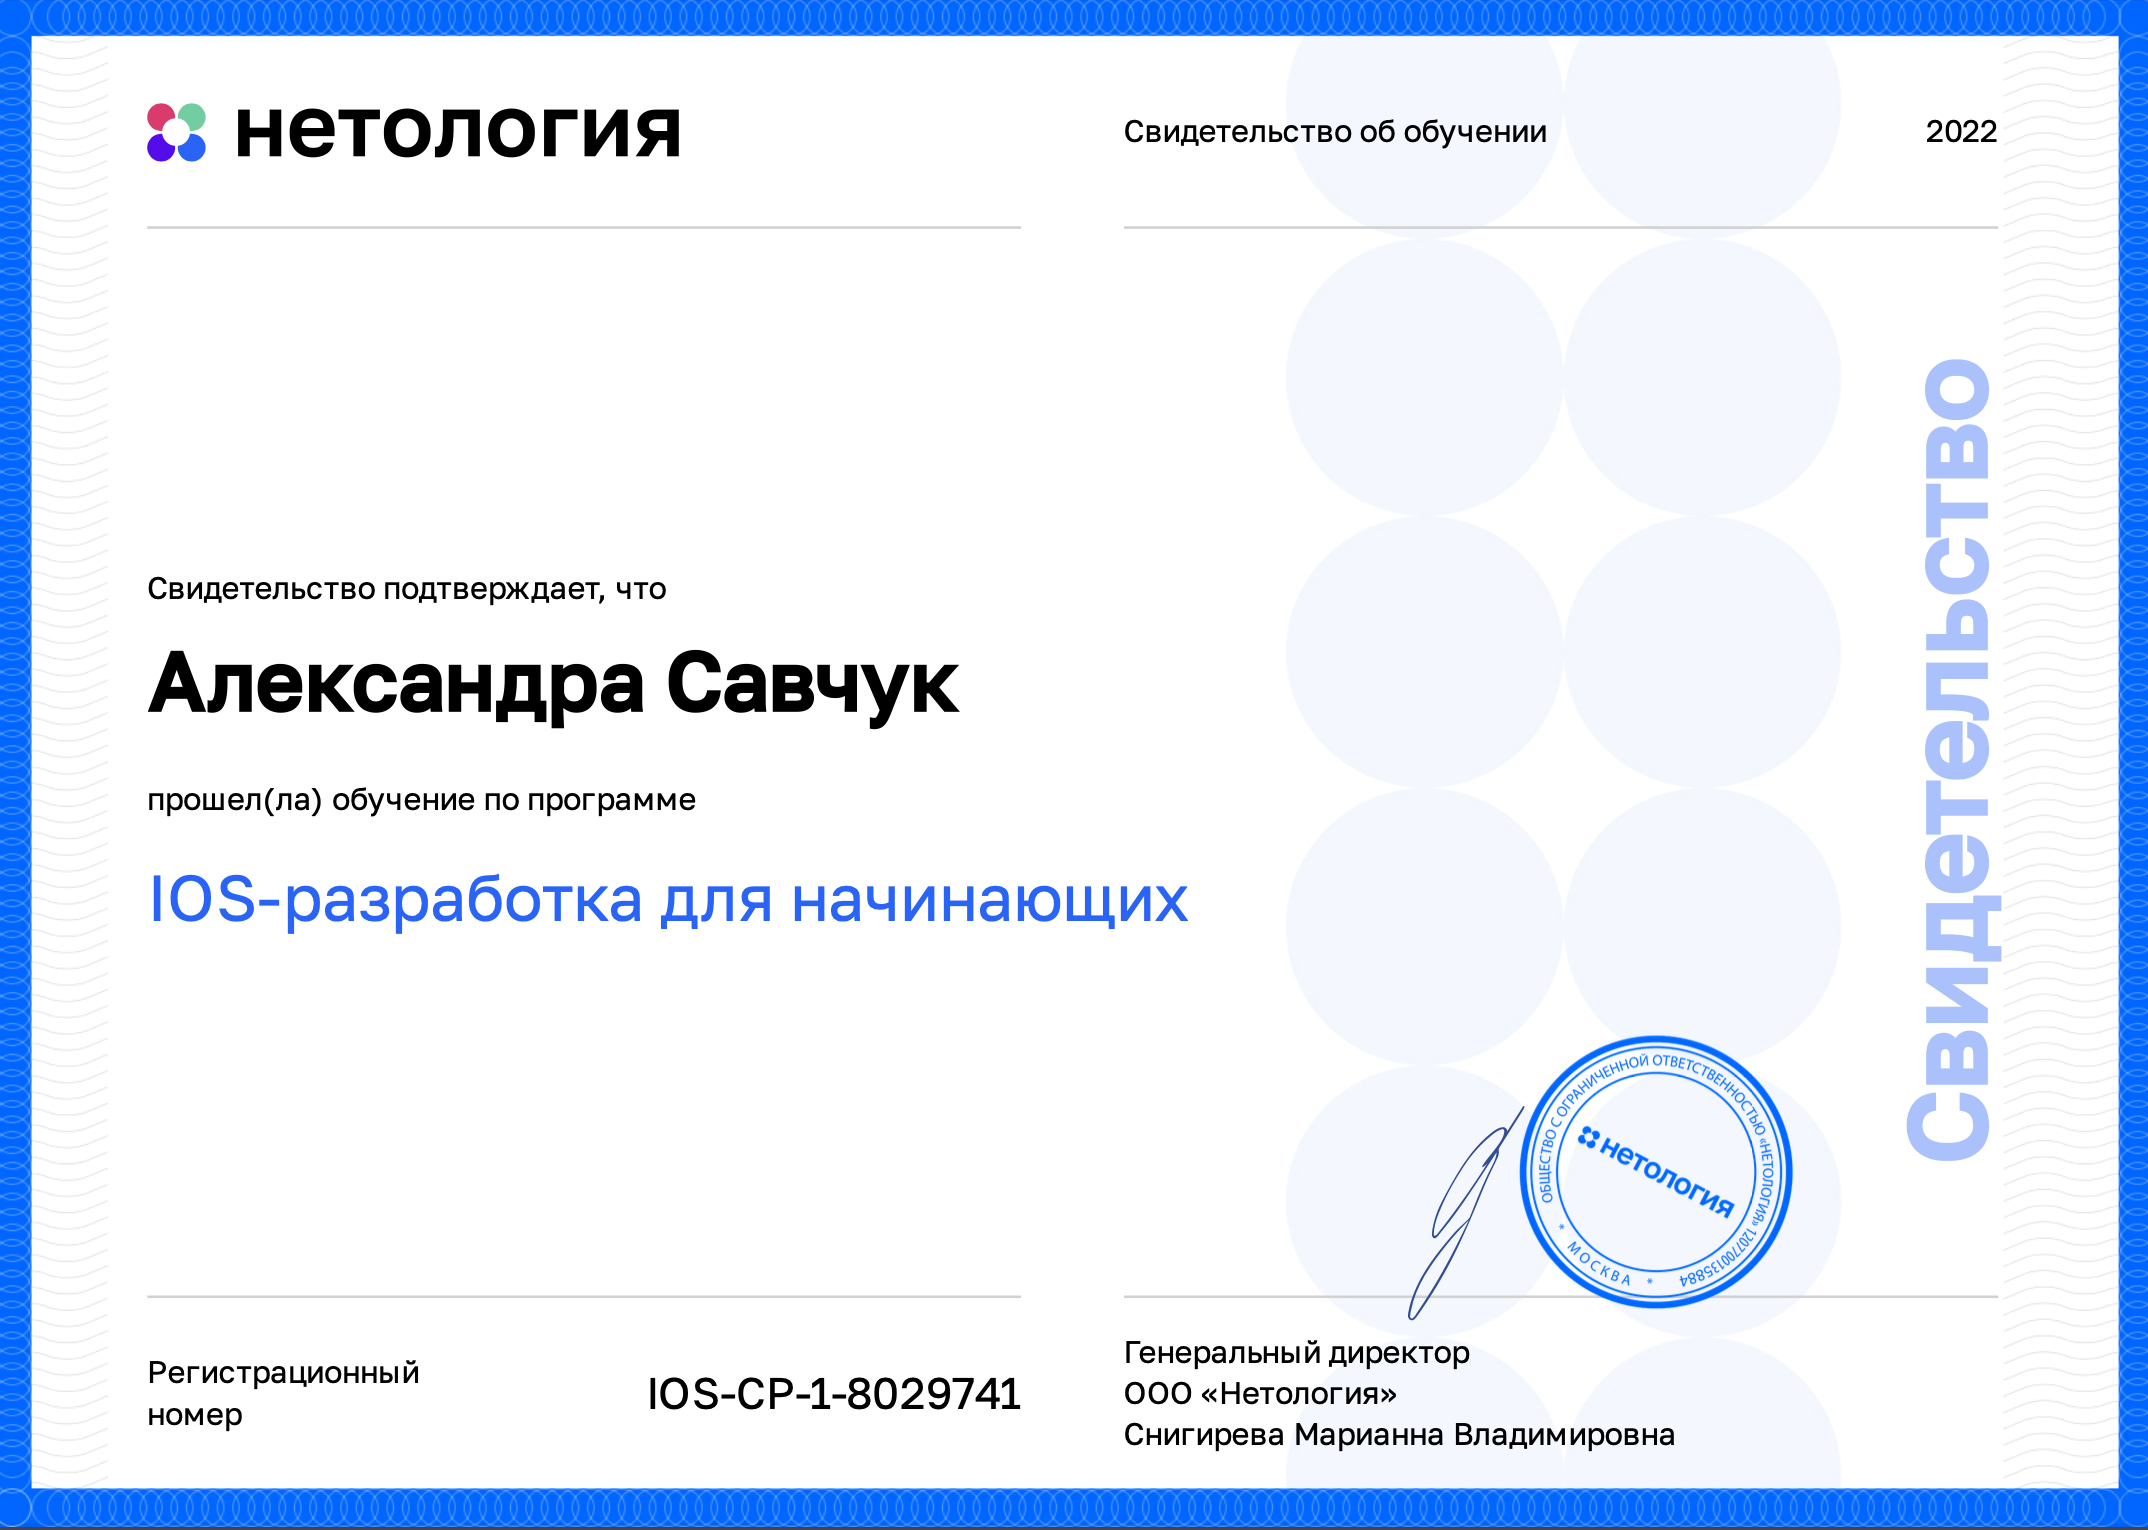 нетология
Свидетельство об обучении
2022
Свидетельство подтверждает, что
Александра Савчук
прошел(ла) обучение по программе
IOS-разработка для начинающих
Свидетельство
ОБЩЕСТВО С ОГРАНИЧЕННОЙ ОТВЕТСТВЕННОСТЬЮ «НЕТОЛОГИЯ» 1207700135884
* МОСКВА *
нетология
Регистрационный
номер
IOS-CP-1-8029741
Генеральный директор
ООО «Нетология»
Снигирева Марианна Владимировна